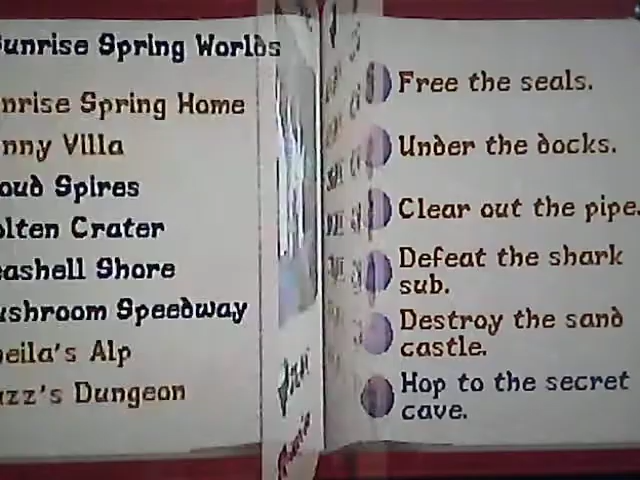 unrise Spring Worlds
nrise Spring Home
nny Villa
oud Spires
olten Crater
eashell Shore
ushroom Speedway
eila's Alp
zz's Dungeon
Free the seals.
Under the docks.
Clear out the pipe.
Defeat the shark
sub.
Destroy the sand
castle.
Hop to the secret
cave.